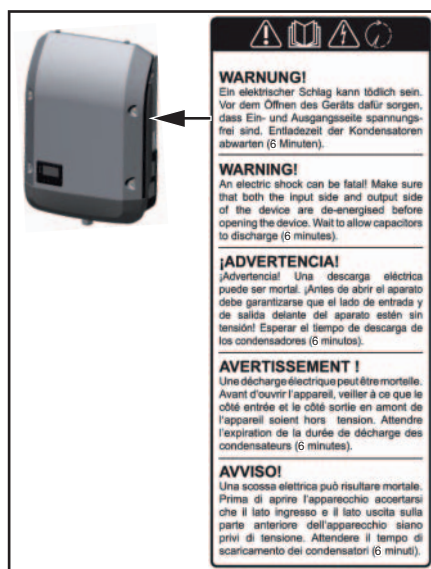 WARNUNG!
Ein elektrischer Schlag kann tödlich sein.
Vor dem Öffnen des Geräts dafür sorgen,
dass Ein- und Ausgangsseite spannungs-
frei sind. Entladezeit der Kondensatoren
abwarten (6 Minuten).
WARNING!
An electric shock can be fatal! Make sure
that both the input side and output side
of the device are de-energised before
opening the device. Wait to allow capacitors
to discharge (6 minutes).
¡ADVERTENCIA!
¡Advertencia! Una descarga eléctrica
puede ser mortal. ¡Antes de abrir el aparato
debe garantizarse que el lado de entrada y
de salida delante del aparato estén sin
tensión! Esperar el tiempo de descarga de
los condensadores (6 minutos).
AVERTISSEMENT !
Une décharge électrique peut être mortelle.
Avant d'ouvrir l'appareil, veiller à ce que le
côté entrée et le côté sortie en amont de
l'appareil soient hors tension. Attendre
l'expiration de la durée de décharge des
condensateurs (6 minutes).
AVVISO!
Una scossa elettrica può risultare mortale.
Prima di aprire l'apparecchio accertarsi
che il lato ingresso e il lato uscita sulla
parte anteriore dell'apparecchio siano
privi di tensione. Attendere il tempo di
scaricamento dei condensatori (6 minuti).